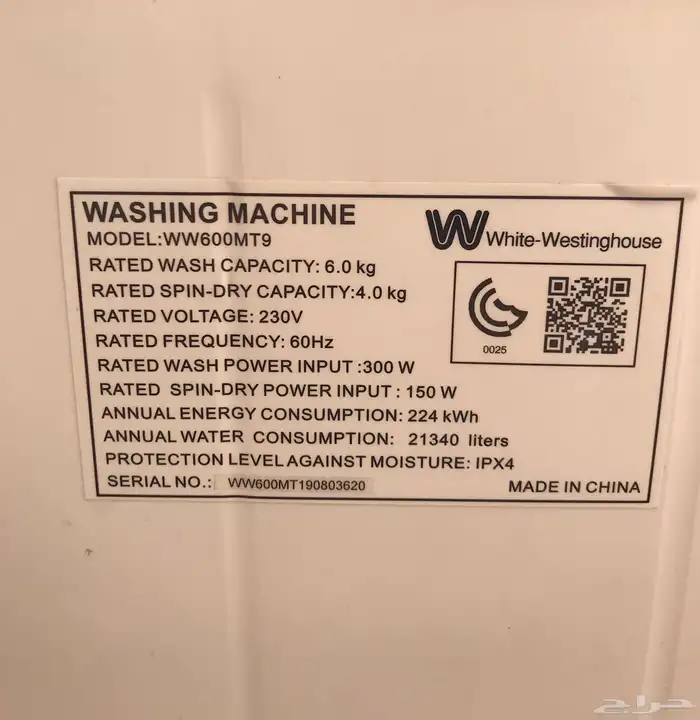 WASHING MACHINE
MODEL:WW600MT9
White-Westinghouse
RATED WASH CAPACITY: 6.0 kg
RATED SPIN-DRY CAPACITY:4.0 kg
RATED VOLTAGE: 230V
RATED FREQUENCY: 60Hz
0025
RATED WASH POWER INPUT :300 W
RATED SPIN-DRY POWER INPUT : 150 W
ANNUAL ENERGY CONSUMPTION: 224 kWh
ANNUAL WATER CONSUMPTION: 21340 liters
PROTECTION LEVEL AGAINST MOISTURE: IPX4
SERIAL NO.: WW600MT190803620
MADE IN CHINA
حراج